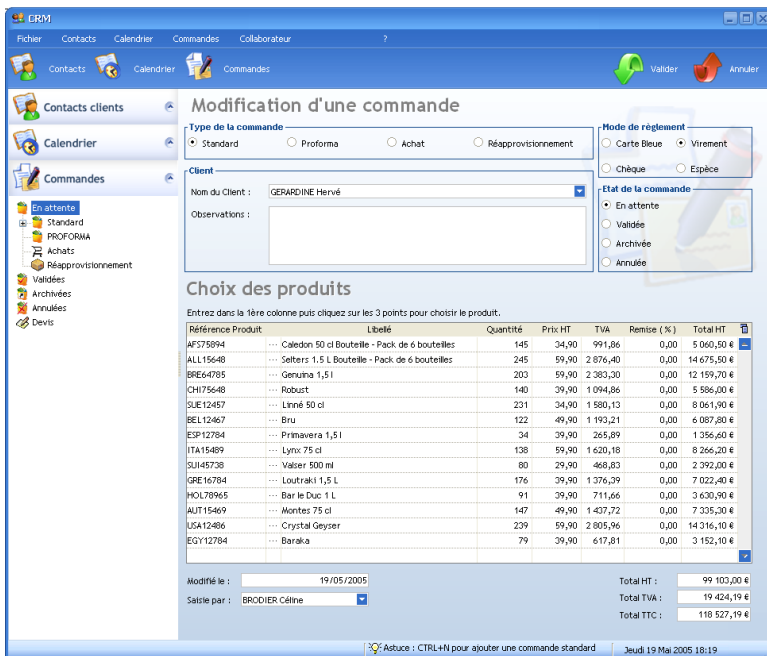 CRM
Fichier Contacts Calendrier Commandes Collaborateur ?
Contacts Calendrier Commandes Valider Annuler
Contacts clients
Calendrier
Commandes
En attente
Standard
PROFORMA
Achats
Réapprovisionnement
Validées
Archivées
Annulées
Devis
Modification d'une commande
Type de la commande
Standard Proforma Achat Réapprovisionnement
Mode de règlement
Carte Bleue Virement
Chèque Espèce
Client
Nom du Client : GERARDINE Hervé
Observations :
Etat de la commande
En attente
Validée
Archivée
Annulée
Choix des produits
Entrez dans la 1ère colonne puis cliquez sur les 3 points pour choisir le produit.
Référence Produit Libellé Quantité Prix HT TVA Remise (%) Total HT
AFS75894 ... Caledon 50 cl Bouteille - Pack de 6 bouteilles 145 34,90 991,86 0,00 5 060,50 €
ALL15648 ... Selters 1.5 L Bouteille - Pack de 6 bouteilles 245 59,90 2 876,40 0,00 14 675,50 €
BRE64785 ... Genuina 1,5 l 203 59,90 2 383,30 0,00 12 159,70 €
CHI75648 ... Robust 140 39,90 1 094,86 0,00 5 586,00 €
SUE12457 ... Linné 50 cl 231 34,90 1 580,13 0,00 8 061,90 €
BEL12467 ... Bru 122 49,90 1 193,21 0,00 6 087,80 €
ESP12784 ... Primavera 1,5 l 34 39,90 265,89 0,00 1 356,60 €
ITA15489 ... Lynx 75 cl 138 59,90 1 620,18 0,00 8 266,20 €
SUI45738 ... Valser 500 ml 80 29,90 468,83 0,00 2 392,00 €
GRE16784 ... Loutraki 1,5 L 176 39,90 1 376,39 0,00 7 022,40 €
HOL78965 ... Bar le Duc 1 L 91 39,90 711,66 0,00 3 630,90 €
AUT15469 ... Montes 75 cl 147 49,90 1 437,72 0,00 7 335,30 €
USA12486 ... Crystal Geyser 239 59,90 2 805,96 0,00 14 316,10 €
EGY12784 ... Baraka 79 39,90 617,81 0,00 3 152,10 €
Modifié le : 19/05/2005
Saisie par : BRODIER Céline
Total HT : 99 103,00 €
Total TVA : 19 424,19 €
Total TTC : 118 527,19 €
Astuce : CTRL+N pour ajouter une commande standard Jeudi 19 Mai 2005 18:19